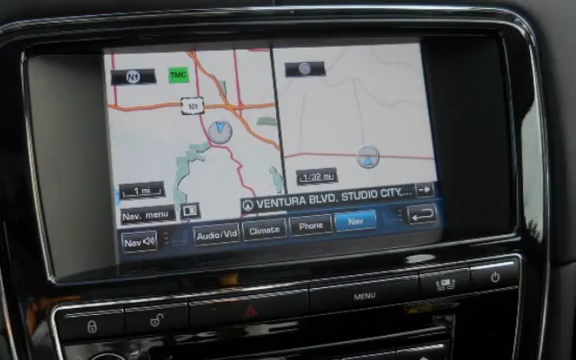 N↑
TMC
101
1 mi
1/32 mi
Nav. menu
VENTURA BLVD, STUDIO CITY,...
Nav
Audio/Vid
Climate
Phone
Nav
MENU